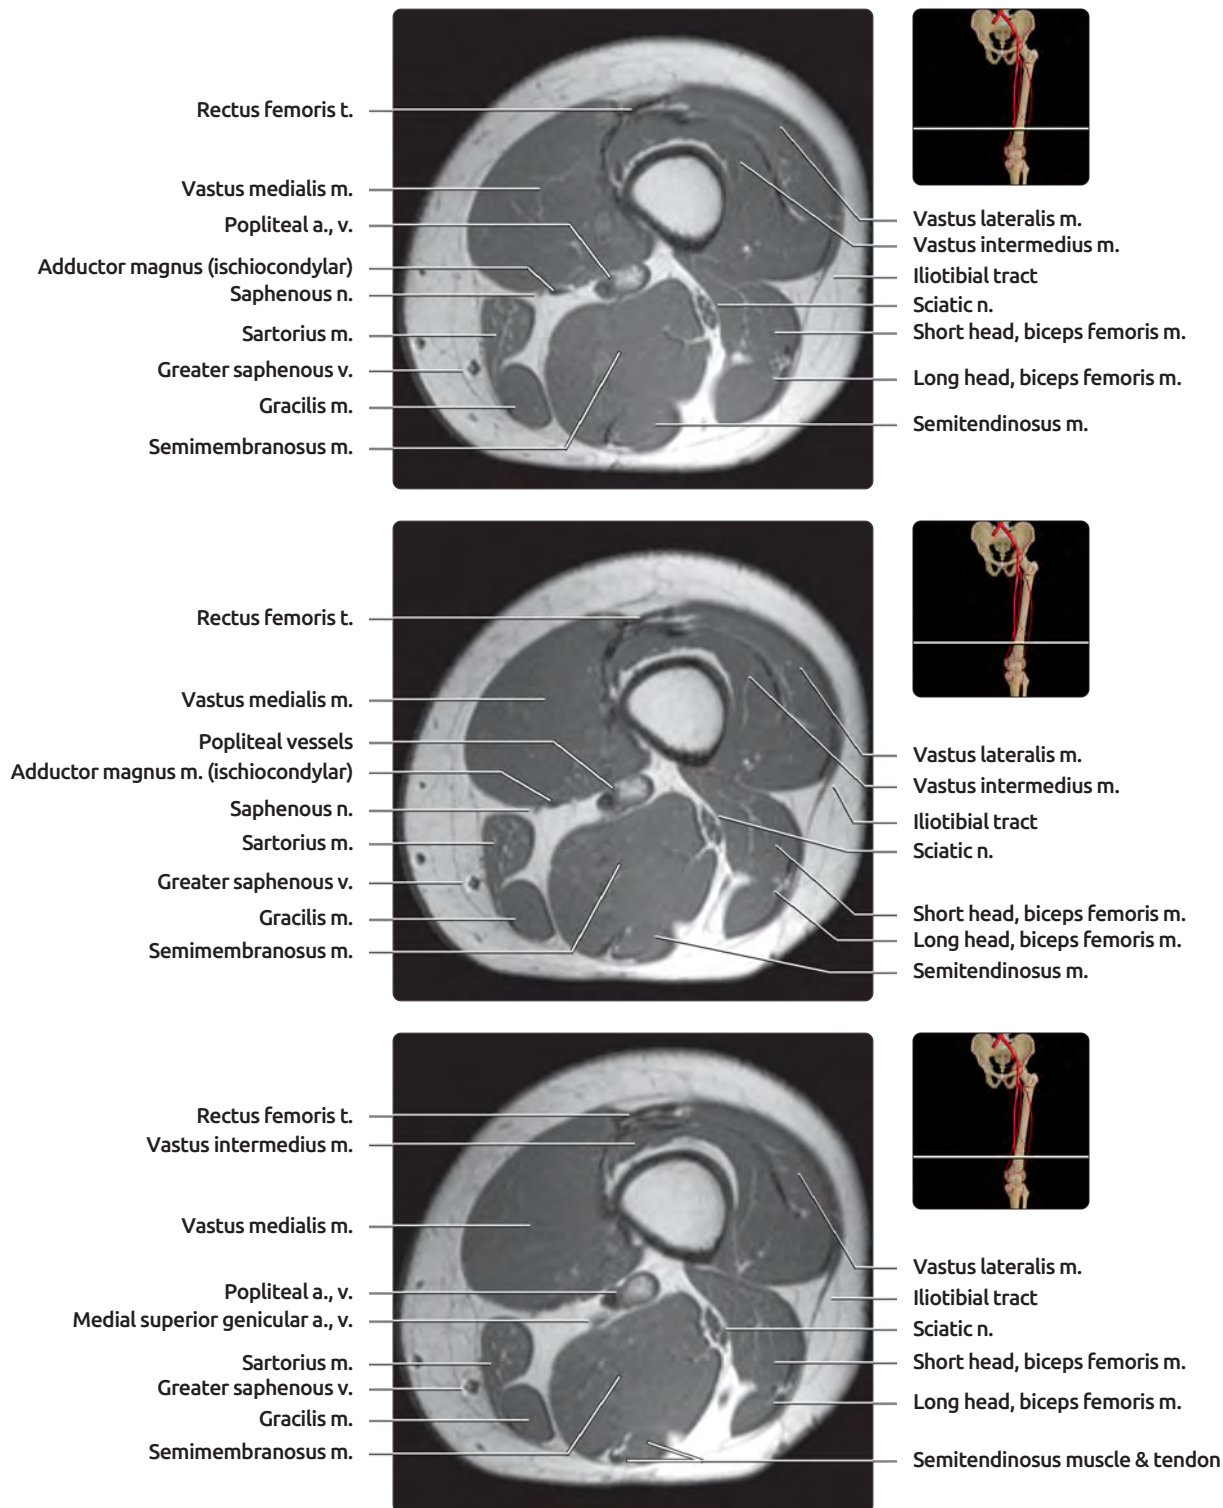 Rectus femoris t.
Vastus medialis m.
Popliteal a., v.
Adductor magnus (ischiocondylar)
Saphenous n.
Sartorius m.
Greater saphenous v.
Gracilis m.
Semimembranosus m.
Vastus lateralis m.
Vastus intermedius m.
Iliotibial tract
Sciatic n.
Short head, biceps femoris m.
Long head, biceps femoris m.
Semitendinosus m.
Rectus femoris t.
Vastus medialis m.
Popliteal vessels
Adductor magnus m. (ischiocondylar)
Saphenous n.
Sartorius m.
Greater saphenous v.
Gracilis m.
Semimembranosus m.
Vastus lateralis m.
Vastus intermedius m.
Iliotibial tract
Sciatic n.
Short head, biceps femoris m.
Long head, biceps femoris m.
Semitendinosus m.
Rectus femoris t.
Vastus intermedius m.
Vastus medialis m.
Popliteal a., v.
Medial superior genicular a., v.
Sartorius m.
Greater saphenous v.
Gracilis m.
Semimembranosus m.
Vastus lateralis m.
Iliotibial tract
Sciatic n.
Short head, biceps femoris m.
Long head, biceps femoris m.
Semitendinosus muscle & tendon